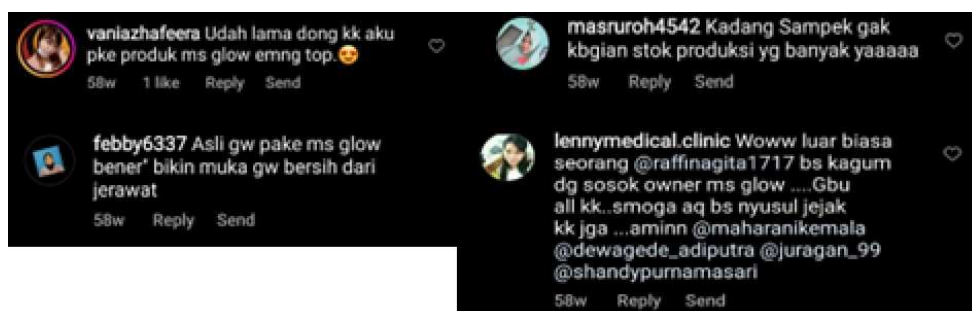 vaniazhafeera Udah lama dong kk aku
pke produk ms glow emng top.😍
58w 1 like Reply Send
febby6337 Asli gw pake ms glow
bener" bikin muka gw bersih dari
jerawat
58w Reply Send
masruroh4542 Kadang Sampek gak
kbgian stok produksi yg banyak yaaaaa
58w Reply Send
lennymedical.clinic Woww luar biasa
seorang @raffinagita1717 bs kagum
dg sosok owner ms glow ....Gbu
all kk..smoga aq bs nyusul jejak
kk jga ...aminn @maharanikemala
@dewagede_adiputra @juragan_99
@shandypurnamasari
58w Reply Send